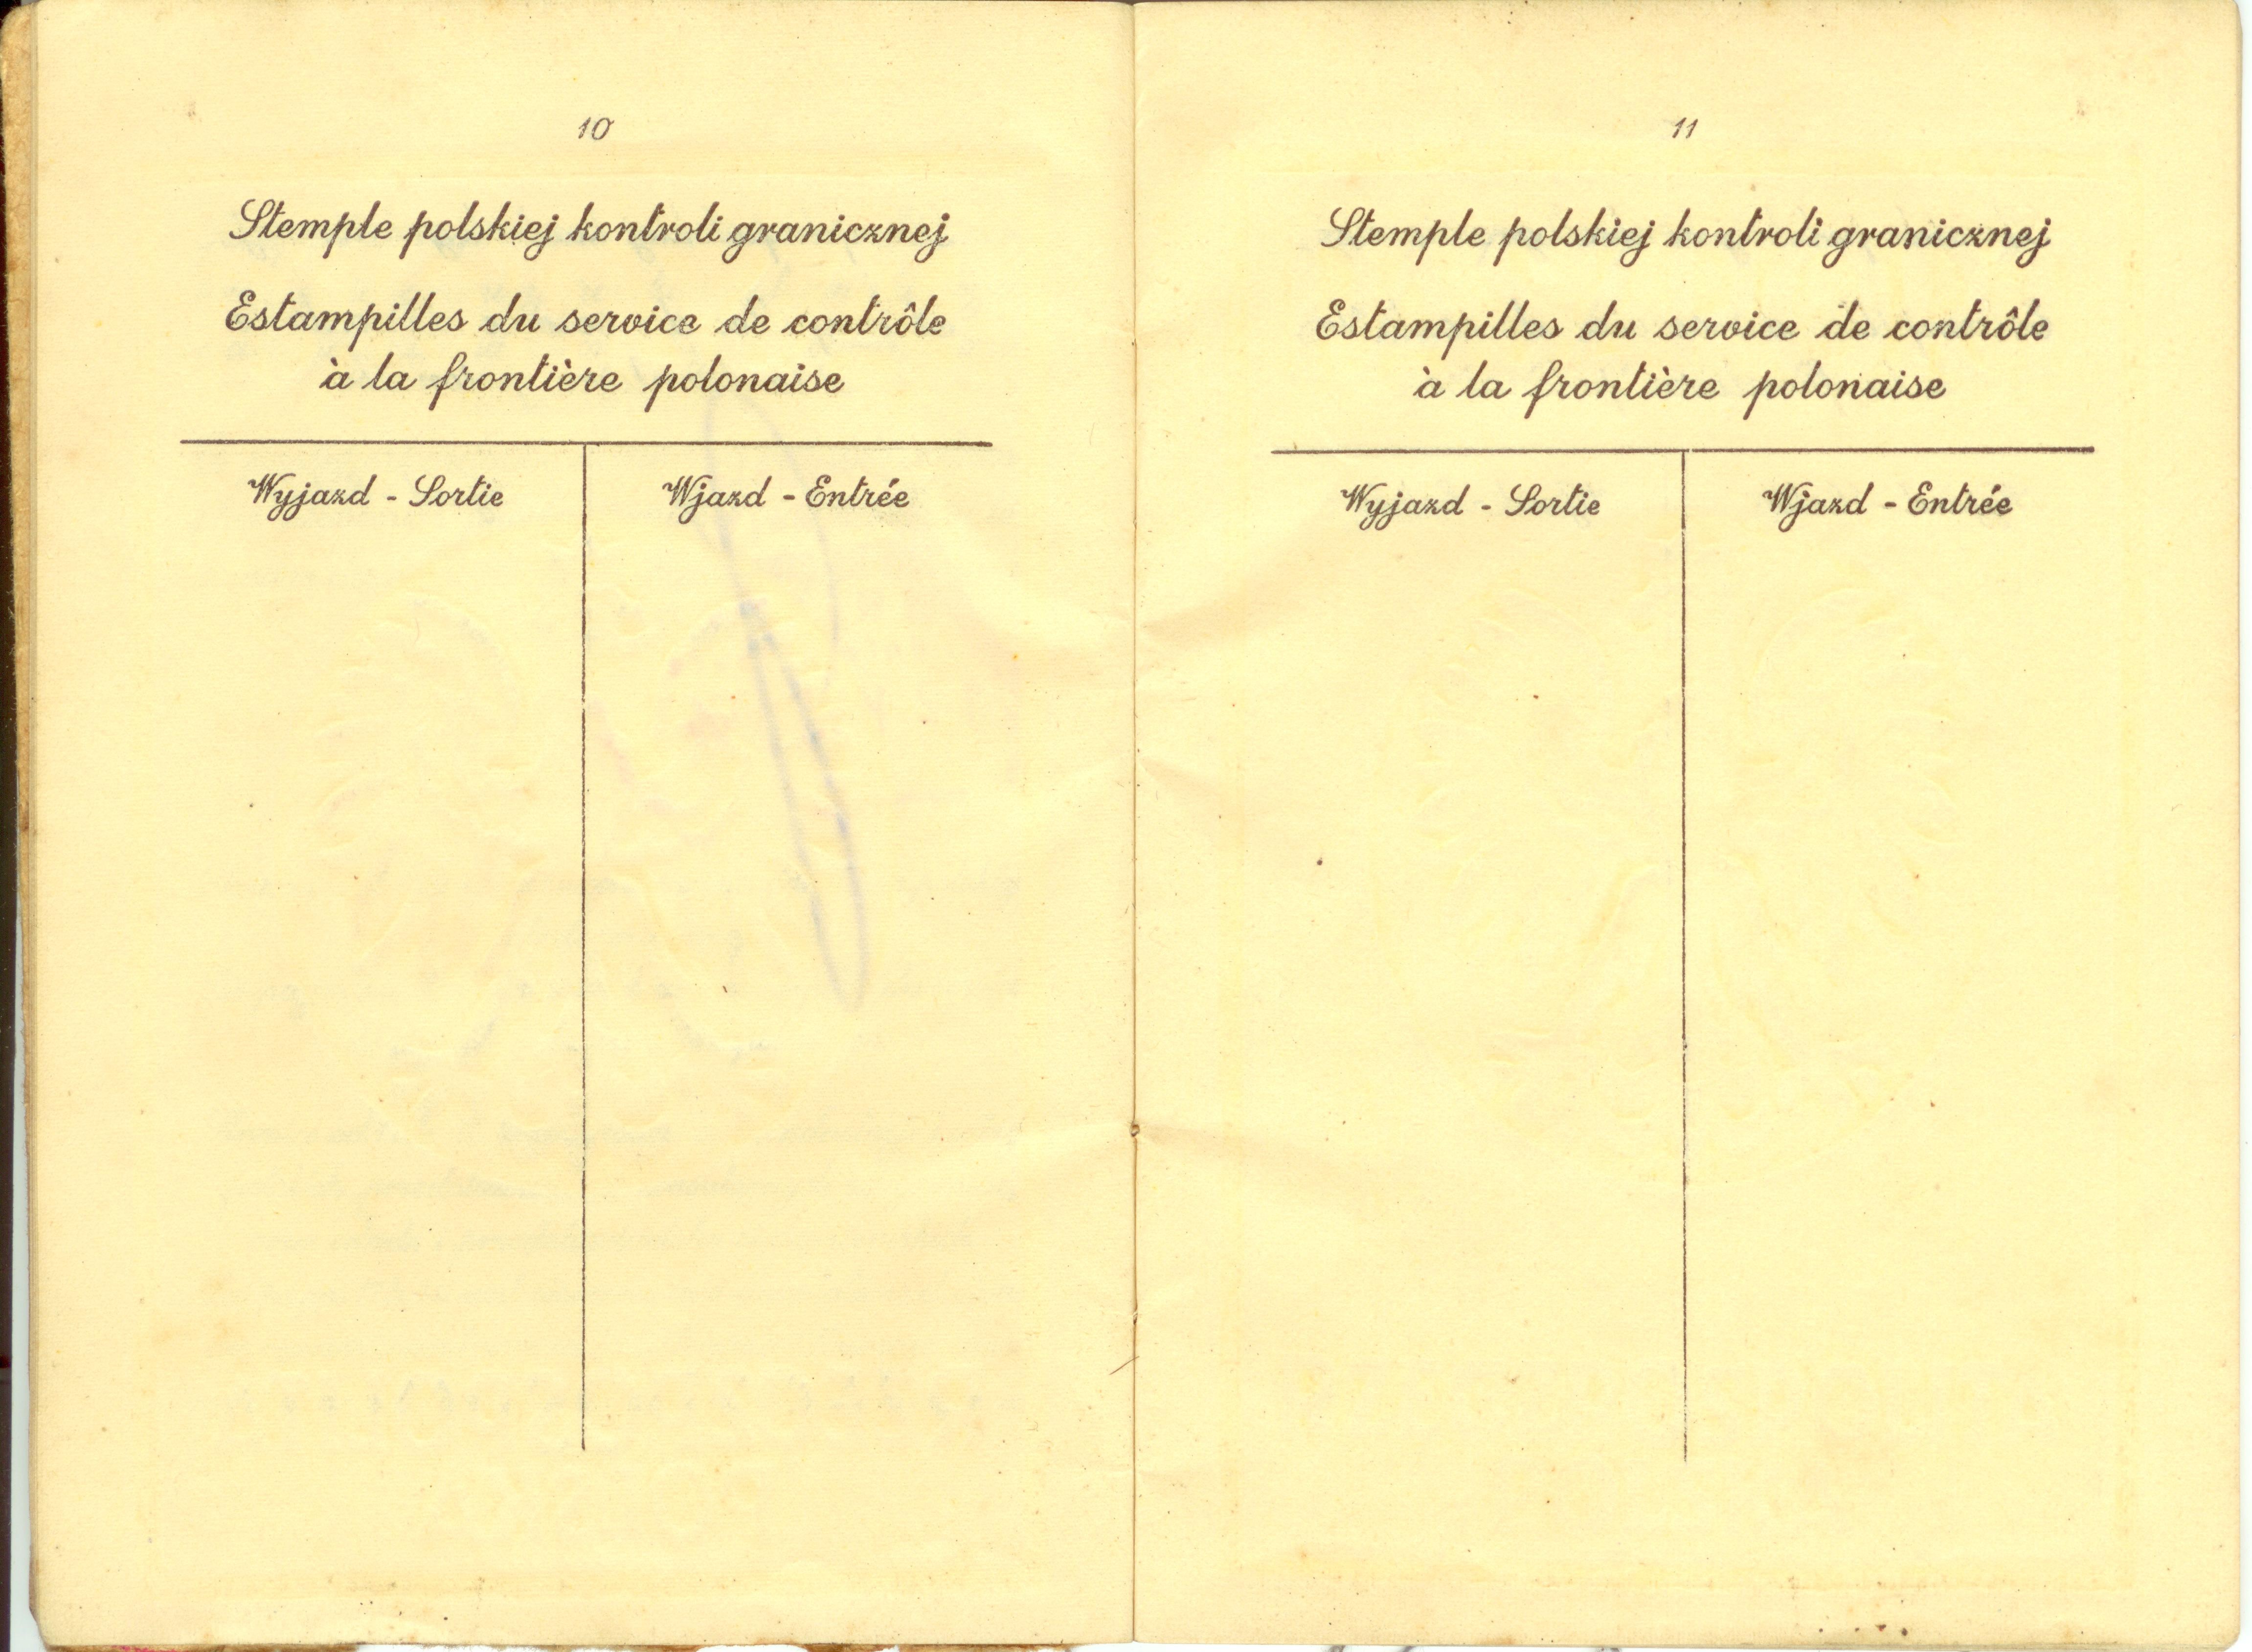 10
Stemple polskiej kontroli granicznej
Estampilles du service de contrôle
à la frontière polonaise
Wyjazd - Sortie
Wjazd - Entrée
11
Stemple polskiej kontroli granicznej
Estampilles du service de contrôle
à la frontière polonaise
Wyjazd - Sortie
Wjazd - Entrée